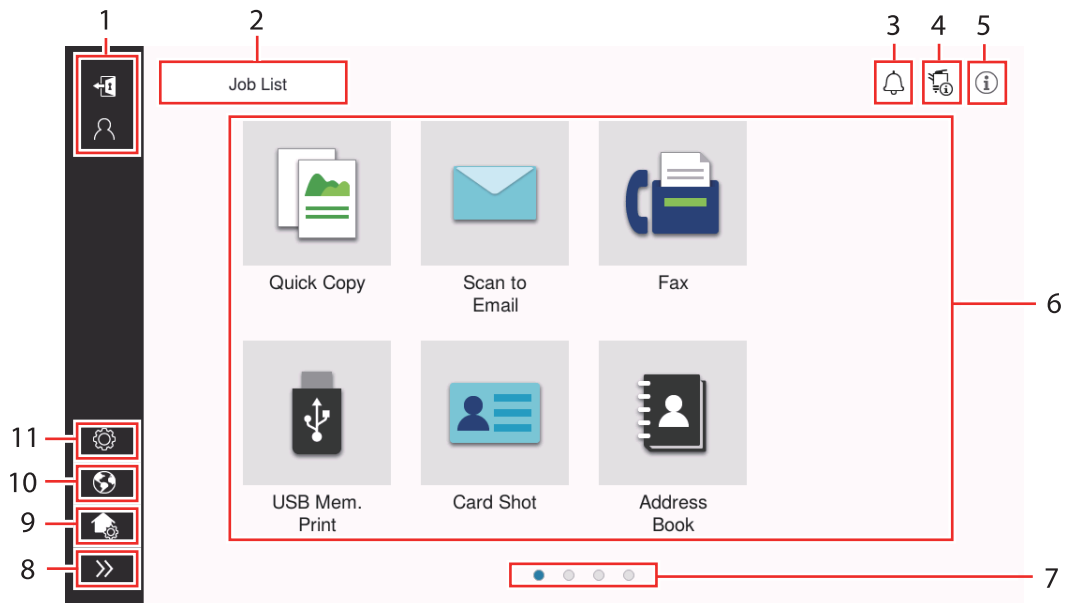 1
2
3
4
5
Job List
Quick Copy
Scan to
Email
Fax
6
USB Mem.
Print
Card Shot
Address
Book
11
10
9
8
7